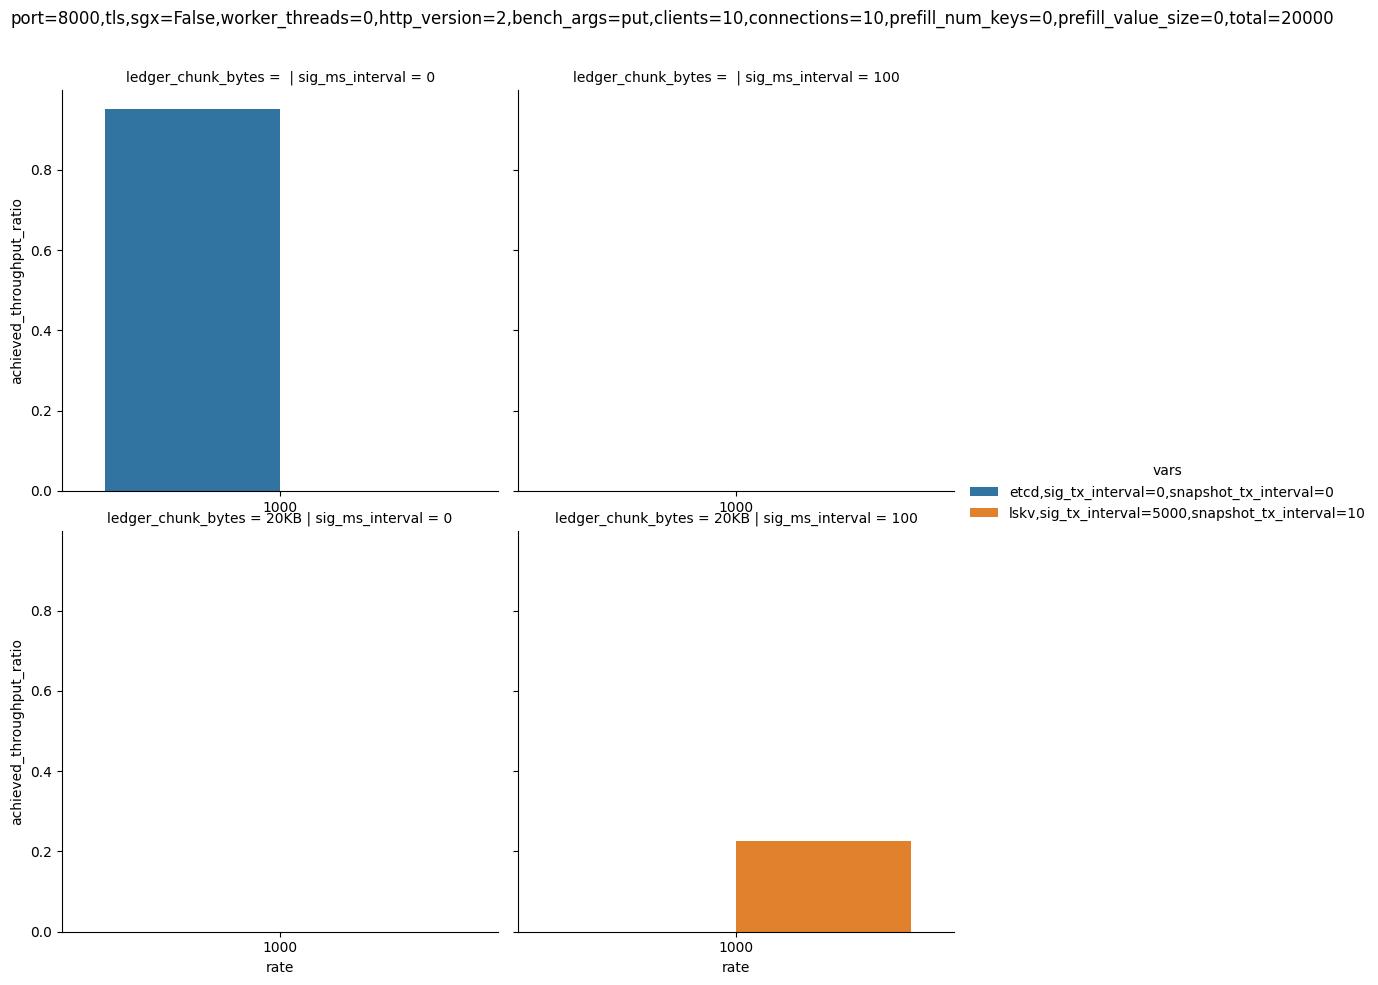 port=8000,tls,sgx=False,worker_threads=0,http_version=2,bench_args=put,clients=10,connections=10,prefill_num_keys=0,prefill_value_size=0,total=20000
ledger_chunk_bytes =  | sig_ms_interval = 0
ledger_chunk_bytes =  | sig_ms_interval = 100
achieved_throughput_ratio
0.8
0.6
0.4
0.2
0.0
1000
1000
vars
etcd,sig_tx_interval=0,snapshot_tx_interval=0
lskv,sig_tx_interval=5000,snapshot_tx_interval=10
ledger_chunk_bytes = 20KB | sig_ms_interval = 0
ledger_chunk_bytes = 20KB | sig_ms_interval = 100
achieved_throughput_ratio
0.8
0.6
0.4
0.2
0.0
1000
1000
rate
rate